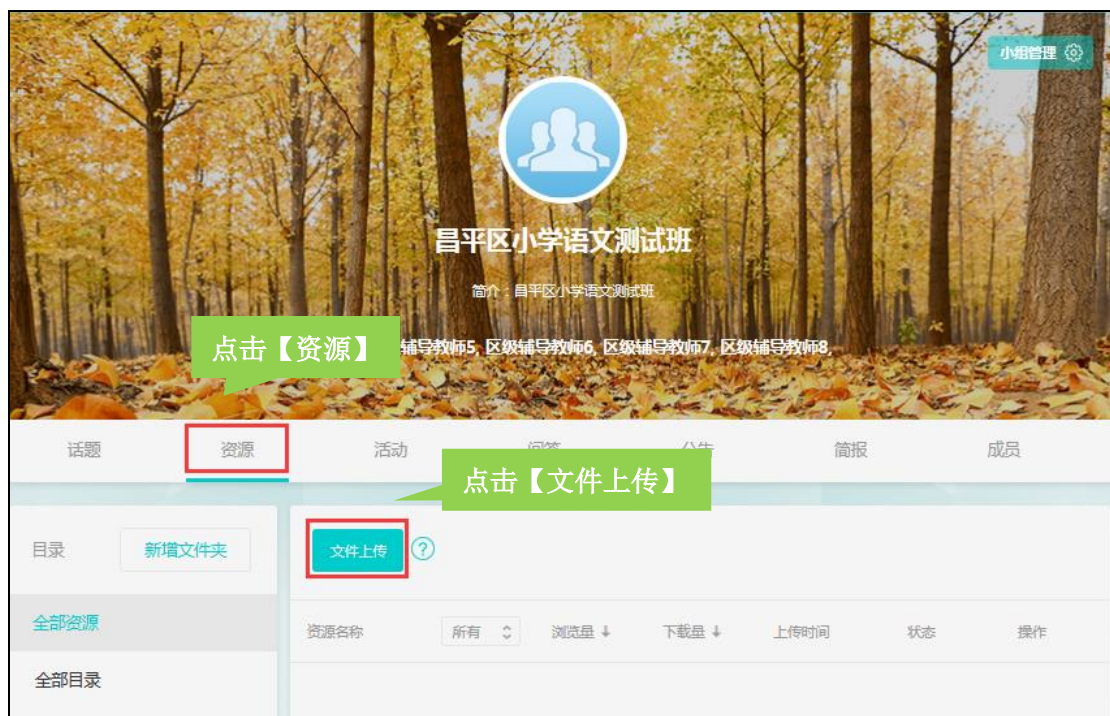 小组管理
昌平区小学语文测试班
简介：昌平区小学语文测试班
点击【资源】
辅导教师5, 区级辅导教师6, 区级辅导教师7, 区级辅导教师8,
话题 资源 活动 问答 公告 简报 成员
点击【文件上传】
目录 新增文件夹 文件上传 ?
全部资源
资源名称 所有 浏览量↓ 下载量↓ 上传时间 状态 操作
全部目录